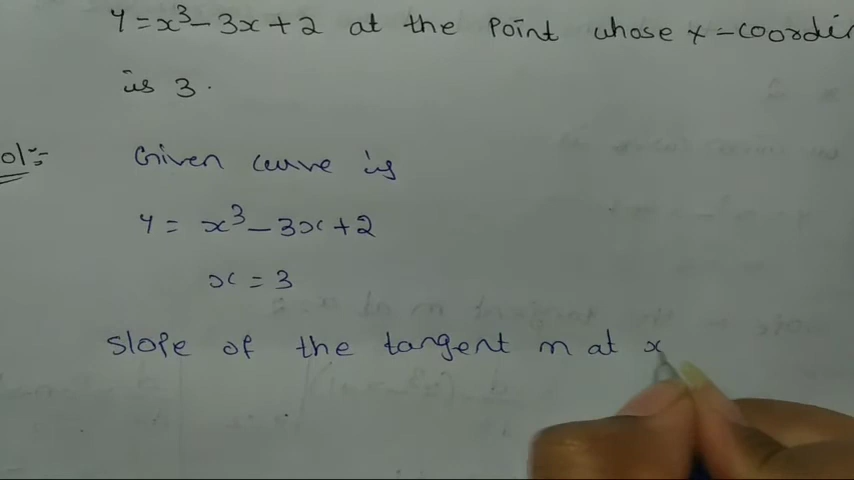 y = x³ - 3x + 2 at the point whose x - coordin
is 3.
Sol:-
Given curve is
y = x³ - 3x + 2
x = 3
Slope of the tangent m at x